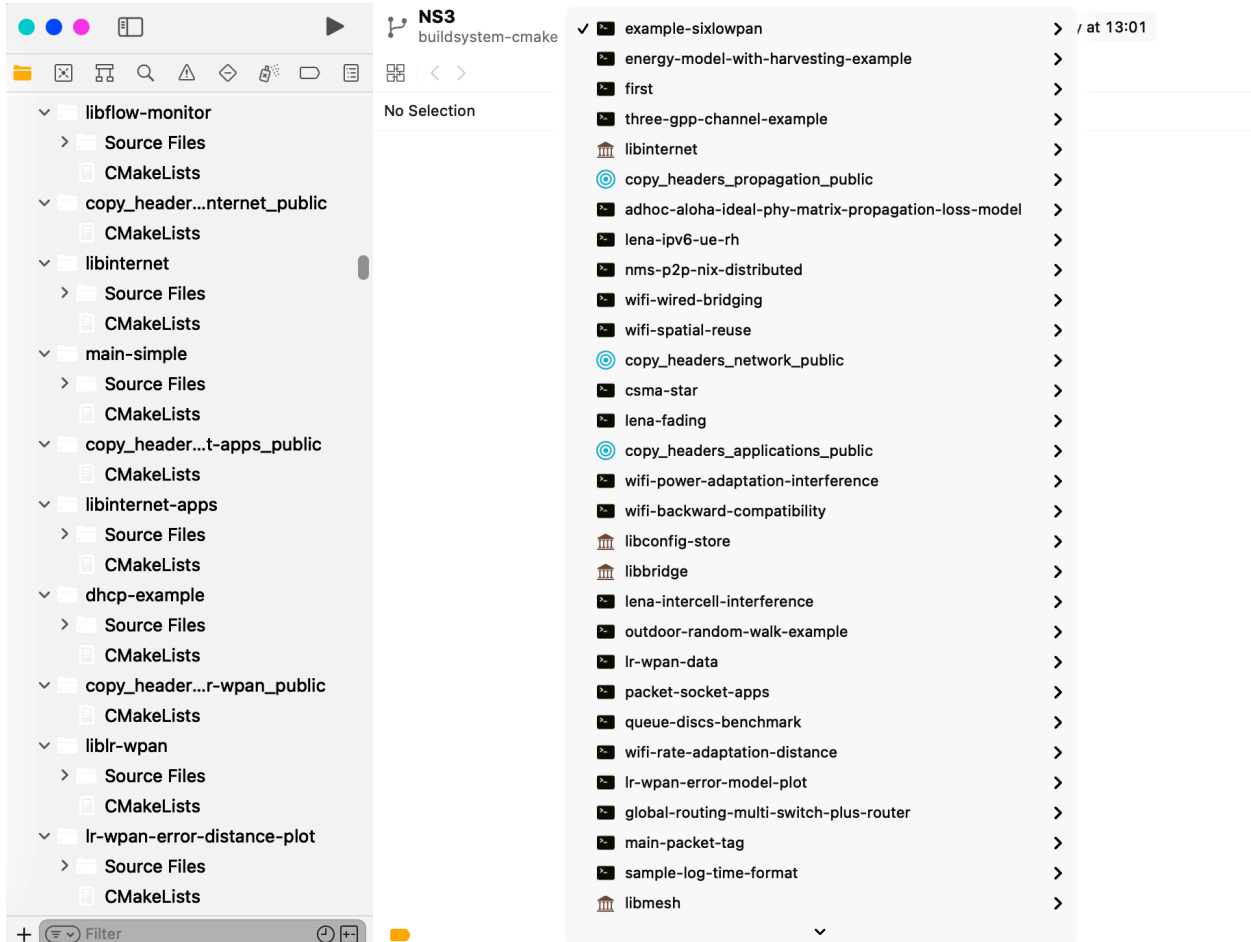 NS3
buildsystem-cmake
at 13:01
No Selection
libflow-monitor
Source Files
CMakeLists
copy_header...nternet_public
CMakeLists
libinternet
Source Files
CMakeLists
main-simple
Source Files
CMakeLists
copy_header...t-apps_public
CMakeLists
libinternet-apps
Source Files
CMakeLists
dhcp-example
Source Files
CMakeLists
copy_header...r-wpan_public
CMakeLists
liblr-wpan
Source Files
CMakeLists
lr-wpan-error-distance-plot
Source Files
CMakeLists
Filter
example-sixlowpan
energy-model-with-harvesting-example
first
three-gpp-channel-example
libinternet
copy_headers_propagation_public
adhoc-aloha-ideal-phy-matrix-propagation-loss-model
lena-ipv6-ue-rh
nms-p2p-nix-distributed
wifi-wired-bridging
wifi-spatial-reuse
copy_headers_network_public
csma-star
lena-fading
copy_headers_applications_public
wifi-power-adaptation-interference
wifi-backward-compatibility
libconfig-store
libbridge
lena-intercell-interference
outdoor-random-walk-example
lr-wpan-data
packet-socket-apps
queue-discs-benchmark
wifi-rate-adaptation-distance
lr-wpan-error-model-plot
global-routing-multi-switch-plus-router
main-packet-tag
sample-log-time-format
libmesh